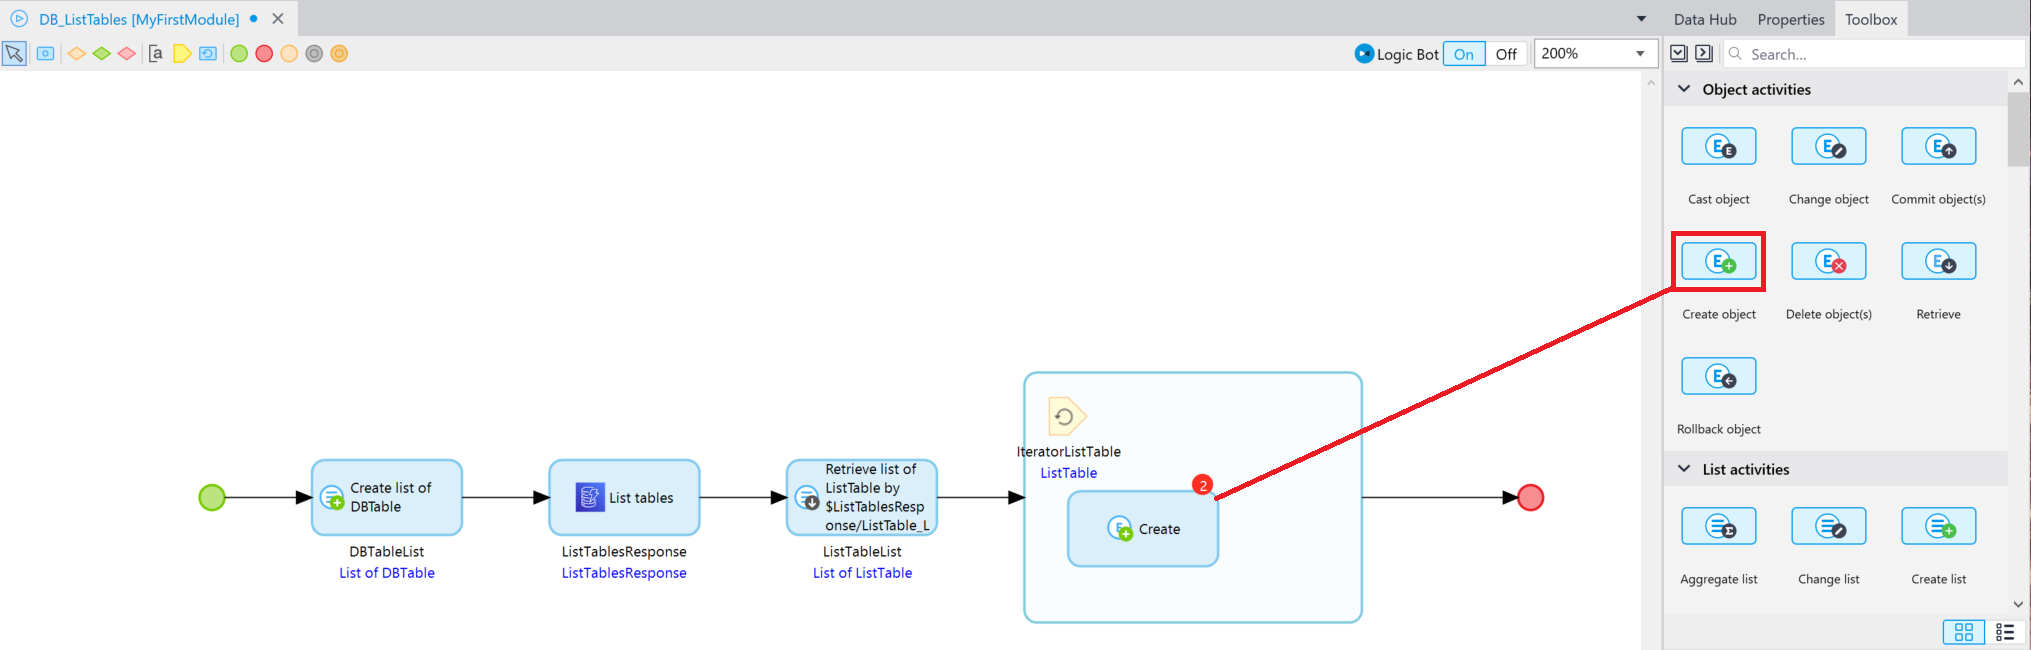 DB_ListTables [MyFirstModule]
Data Hub
Properties
Toolbox
[a
Logic Bot
On
Off
200%
Search...
Object activities
E E
E
E
Cast object
Change object
Commit object(s)
E
E
E
Create object
Delete object(s)
Retrieve
E
Rollback object
List activities
Σ
Aggregate list
Change list
Create list
Create list of
DBTable
DBTableList
List of DBTable
List tables
ListTablesResponse
ListTablesResponse
Retrieve list of
ListTable by
$ListTablesResp
onse/ListTable_L
ListTableList
List of ListTable
IteratorListTable
ListTable
2
E
Create